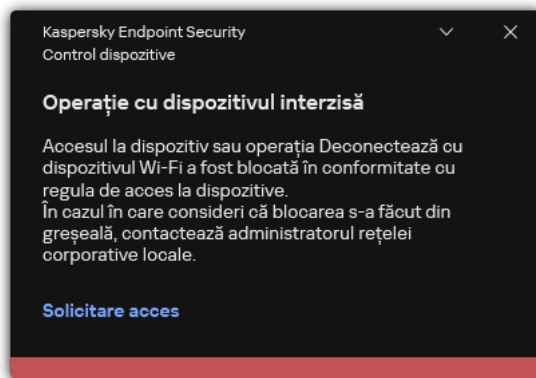 Kaspersky Endpoint Security
Control dispozitive
Operație cu dispozitivul interzisă
Accesul la dispozitiv sau operația Deconectează cu
dispozitivul Wi-Fi a fost blocată în conformitate cu
regula de acces la dispozitive.
În cazul în care consideri că blocarea s-a făcut din
greșeală, contactează administratorul rețelei
corporative locale.
Solicitare acces